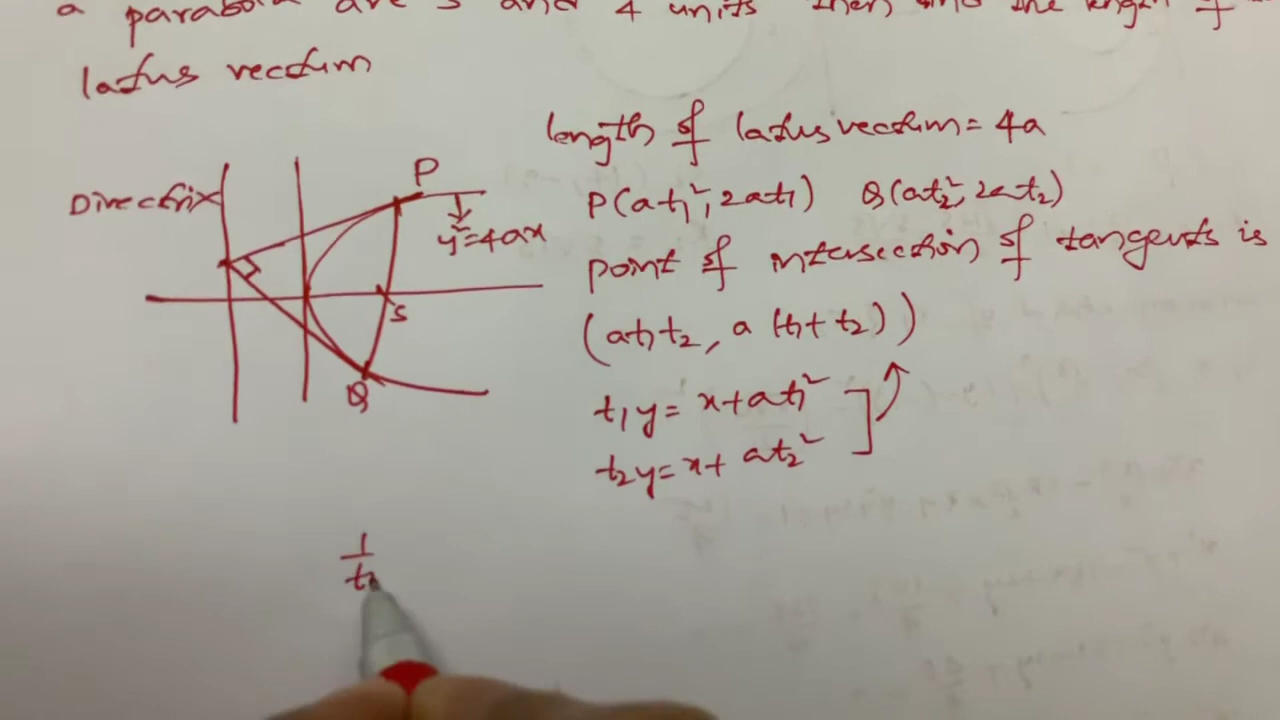 a parabola are 3 and 4 units then find the length of
latus rectum
length of latus rectum = 4a
Directrix
P
P(at₁², 2at₁) Q(at₂², 2at₂)
y²=4ax
point of intersection of tangents is
S
(at₁t₂, a(t₁+t₂))
Q
t₁y = x+at₁²
t₂y = x+ at₂²
1/t₁